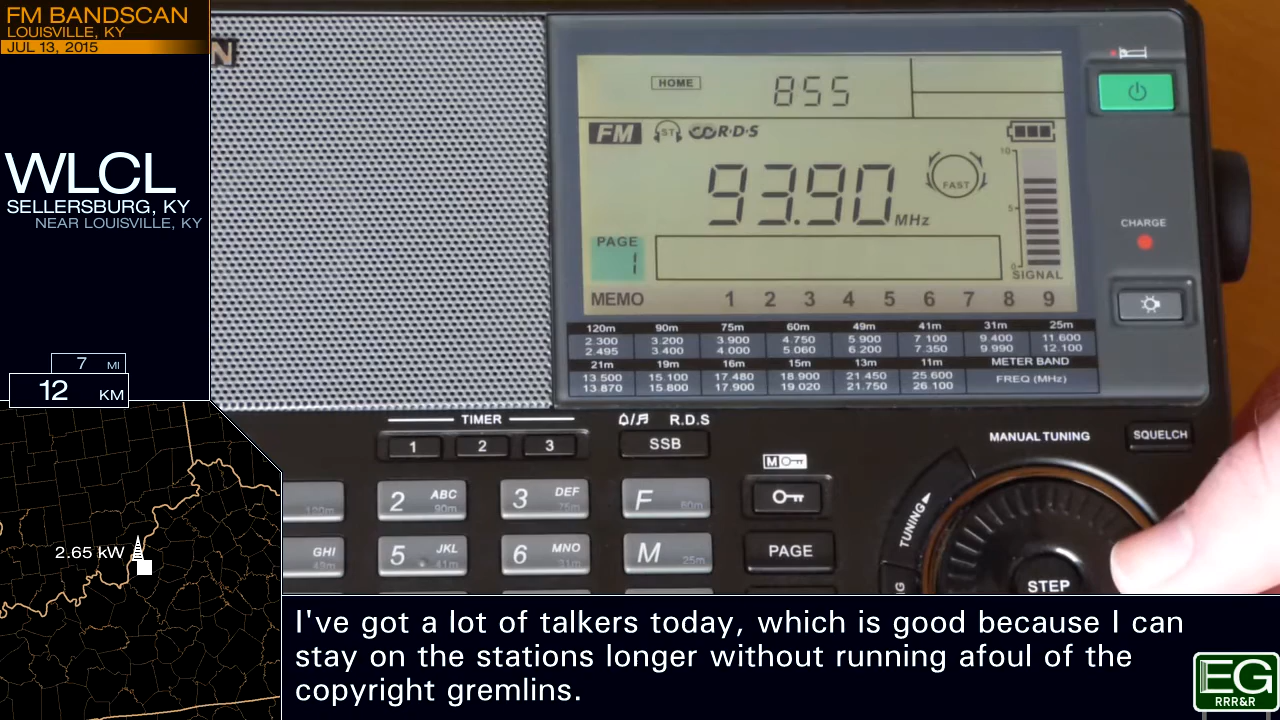 FM BANDSCAN
LOUISVILLE, KY
JUL 13, 2015
WLCL
SELLERSBURG, KY
NEAR LOUISVILLE, KY
7 MI
12 KM
2.65 kW
N
HOME 855
FM ST R·D·S
93.90 MHz
FAST
10
5
0
SIGNAL
PAGE
1
MEMO 1 2 3 4 5 6 7 8 9
120m 90m 75m 60m 49m 41m 31m 25m
2.300 3.200 3.900 4.750 5.900 7.100 9.400 11.600
2.495 3.400 4.000 5.060 6.200 7.350 9.990 12.100
21m 19m 16m 15m 13m 11m METER BAND
13.500 15.100 17.480 18.900 21.450 25.600 FREQ (MHz)
13.870 15.800 17.900 19.020 21.750 26.100
CHARGE
TIMER
1 2 3
R.D.S
SSB
M
MANUAL TUNING
SQUELCH
120m
2 ABC 90m
3 DEF 75m
F 60m
GHI 49m
5 JKL 41m
6 MNO 31m
M 25m
PAGE
TUNING
STEP
I've got a lot of talkers today, which is good because I can
stay on the stations longer without running afoul of the
copyright gremlins.
EG
RRR&R